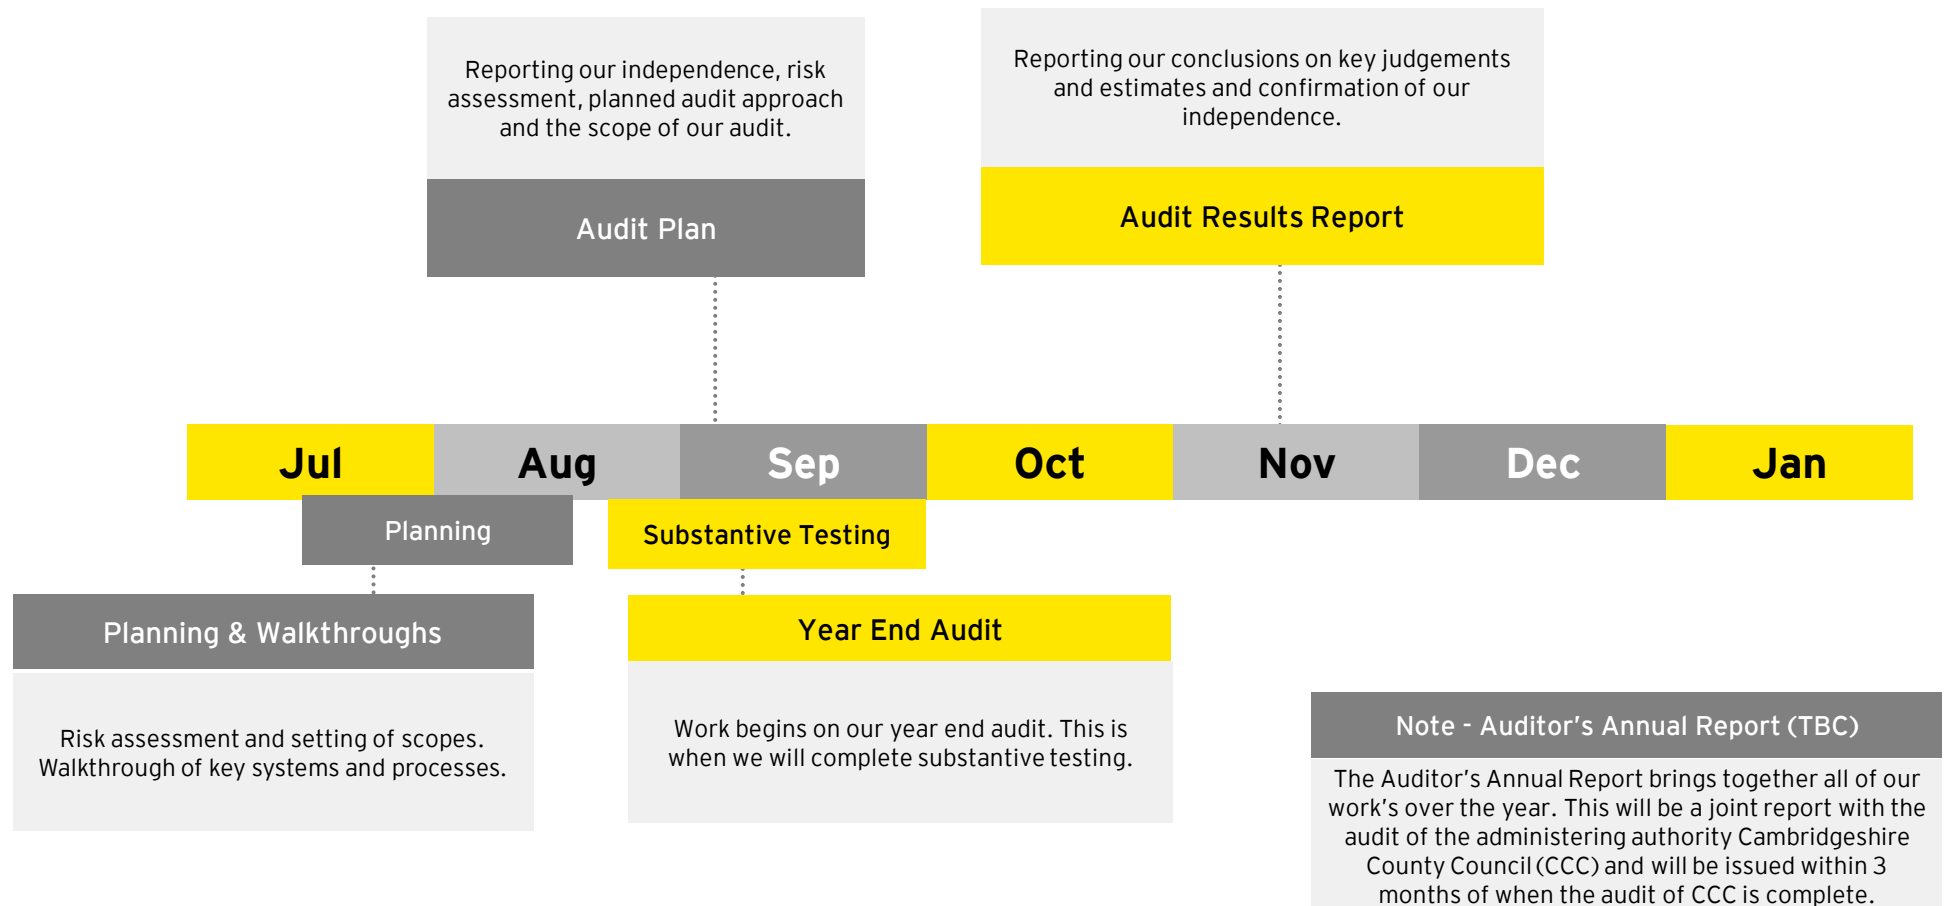 Reporting our independence, risk
assessment, planned audit approach
and the scope of our audit.
Audit Plan
Reporting our conclusions on key judgements
and estimates and confirmation of our
independence.
Audit Results Report
Jul
Aug
Sep
Oct
Nov
Dec
Jan
Planning
Substantive Testing
Planning & Walkthroughs
Risk assessment and setting of scopes.
Walkthrough of key systems and processes.
Year End Audit
Work begins on our year end audit. This is
when we will complete substantive testing.
Note - Auditor's Annual Report (TBC)
The Auditor's Annual Report brings together all of our
work's over the year. This will be a joint report with the
audit of the administering authority Cambridgeshire
County Council (CCC) and will be issued within 3
months of when the audit of CCC is complete.